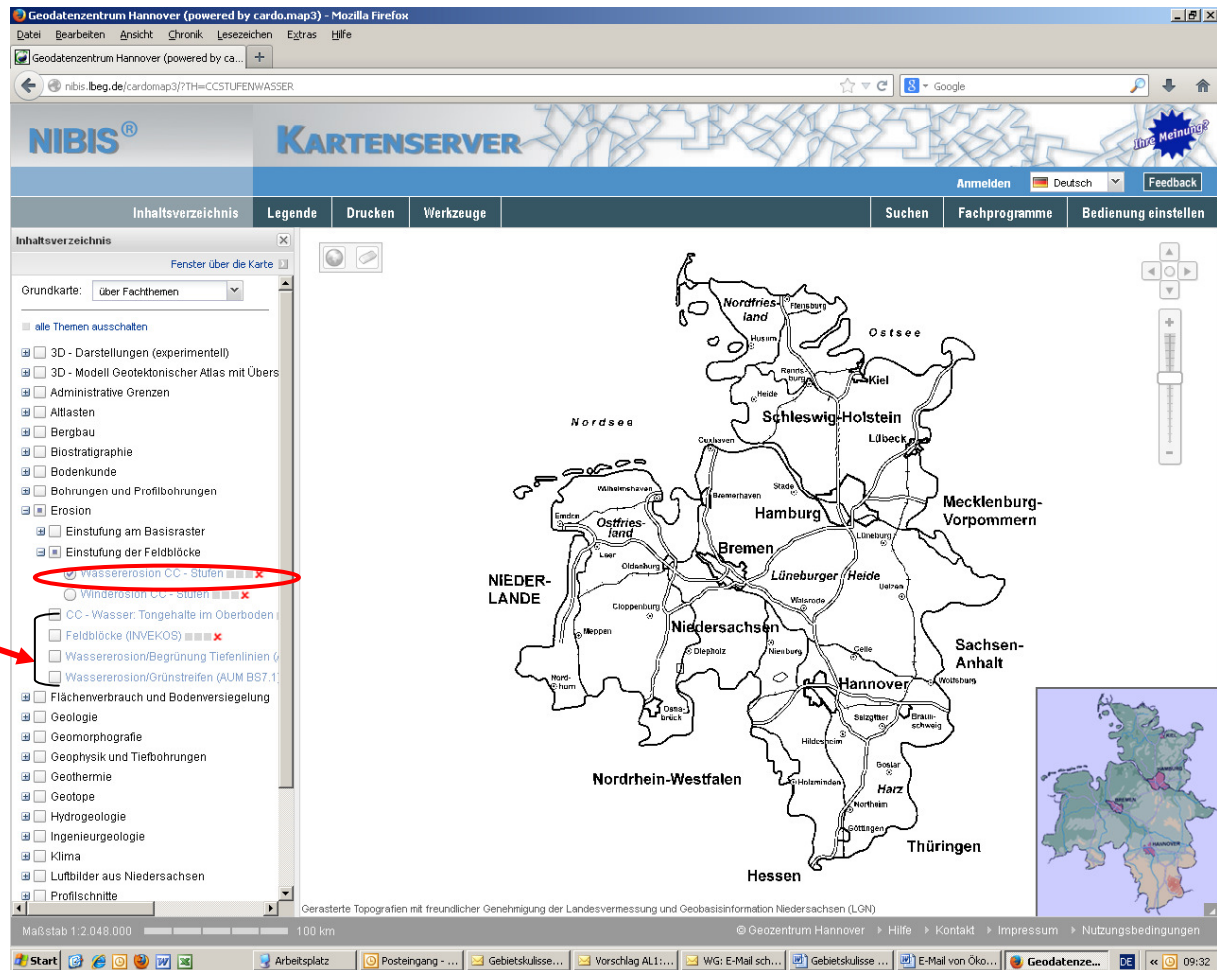 Geodatenzentrum Hannover (powered by cardo.map3) - Mozilla Firefox
Datei Bearbeiten Ansicht Chronik Lesezeichen Extras Hilfe
Geodatenzentrum Hannover (powered by ca...
nibis.lbeg.de/cardomap3/?TH=CCSTUFENWASSER
Google
NIBIS® KARTENSERVER
Ihre Meinung?
Anmelden Deutsch Feedback
Inhaltsverzeichnis Legende Drucken Werkzeuge Suchen Fachprogramme Bedienung einstellen
Inhaltsverzeichnis
Fenster über die Karte
Grundkarte: über Fachthemen
alle Themen ausschalten
3D - Darstellungen (experimentell)
3D - Modell Geotektonischer Atlas mit Übers
Administrative Grenzen
Altlasten
Bergbau
Biostratigraphie
Bodenkunde
Bohrungen und Profilbohrungen
Erosion
Einstufung am Basisraster
Einstufung der Feldblöcke
Wassererosion CC - Stufen
Winderosion CC - Stufen
CC - Wasser: Tongehalte im Oberboden
Feldblöcke (INVEKOS)
Wassererosion/Begrünung Tiefenlinien (
Wassererosion/Grünstreifen (AUM BS7.1
Flächenverbrauch und Bodenversiegelung
Geologie
Geomorphografie
Geophysik und Tiefbohrungen
Geothermie
Geotope
Hydrogeologie
Ingenieurgeologie
Klima
Luftbilder aus Niedersachsen
Profilschnitte
Nordfries-
land
Flensburg
Ostsee
Husum
Rends-
burg
Kiel
Heide
Schleswig-Holstein
Nordsee
Lübeck
Cuxhaven
Wilhelmshaven
Bremerhaven
Stade
Hamburg
Mecklenburg-
Vorpommern
Emden
Ostfries-
land
Leer
Oldenburg
Bremen
Lüneburg
NIEDER-
LANDE
Lüneburger Heide
Uelzen
Cloppenburg
Walsrode
Meppen
Niedersachsen
Diepholz
Nienburg
Celle
Sachsen-
Anhalt
Nord-
horn
Hannover
Wolfsburg
Osna-
brück
Salzgitter
Braun-
schweig
Hildesheim
Nordrhein-Westfalen
Goslar
Holzminden
Harz
Northeim
Göttingen
Thüringen
Hessen
KIEL
HAMBURG
BREMEN
HANNOVER
Gerasterte Topografien mit freundlicher Genehmigung der Landesvermessung und Geobasisinformation Niedersachsen (LGN)
Maßstab 1:2.048.000 100 km © Geozentrum Hannover Hilfe Kontakt Impressum Nutzungsbedingungen
Start Arbeitsplatz Posteingang - ... Gebietskulisse... Vorschlag AL1:... WG: E-Mail sch... Gebietskulisse ... E-Mail von Öko... Geodatenze... DE « 09:32